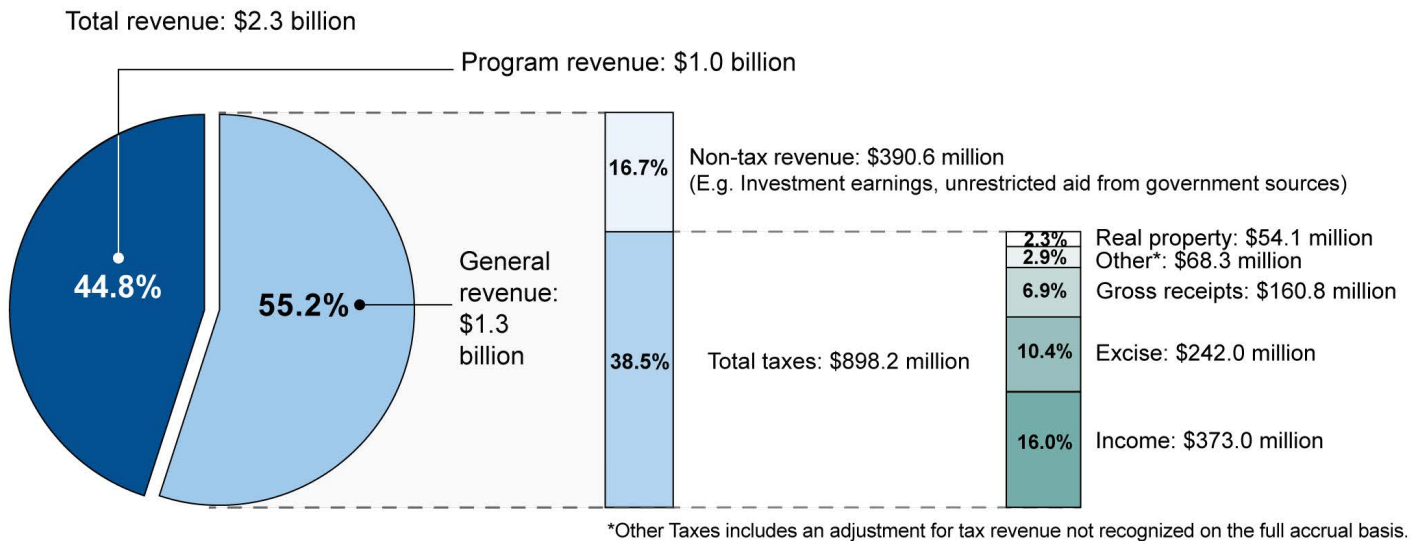 Total revenue: $2.3 billion
Program revenue: $1.0 billion
44.8%
55.2%
General
revenue:
$1.3
billion
16.7%
Non-tax revenue: $390.6 million
(E.g. Investment earnings, unrestricted aid from government sources)
38.5%
Total taxes: $898.2 million
2.3% Real property: $54.1 million
2.9% Other*: $68.3 million
6.9% Gross receipts: $160.8 million
10.4% Excise: $242.0 million
16.0% Income: $373.0 million
*Other Taxes includes an adjustment for tax revenue not recognized on the full accrual basis.